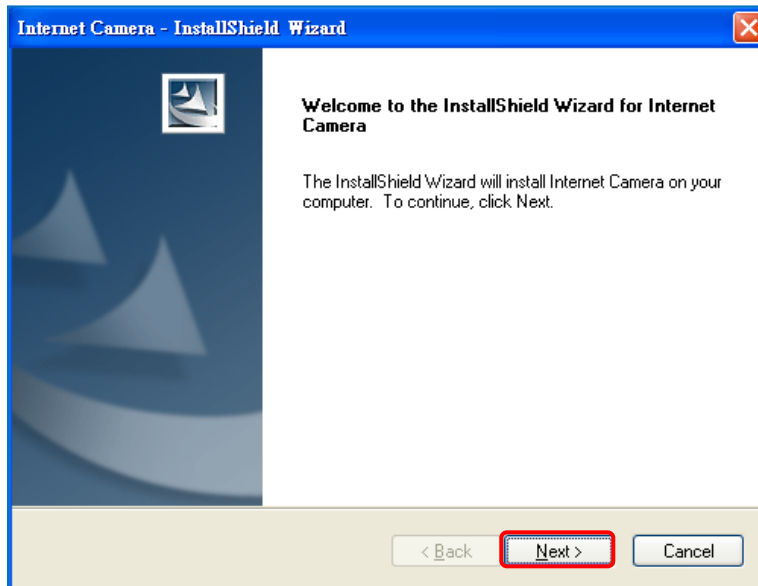 Internet Camera - InstallShield Wizard
Welcome to the InstallShield Wizard for Internet
Camera
The InstallShield Wizard will install Internet Camera on your
computer.  To continue, click Next.
< Back
Next >
Cancel